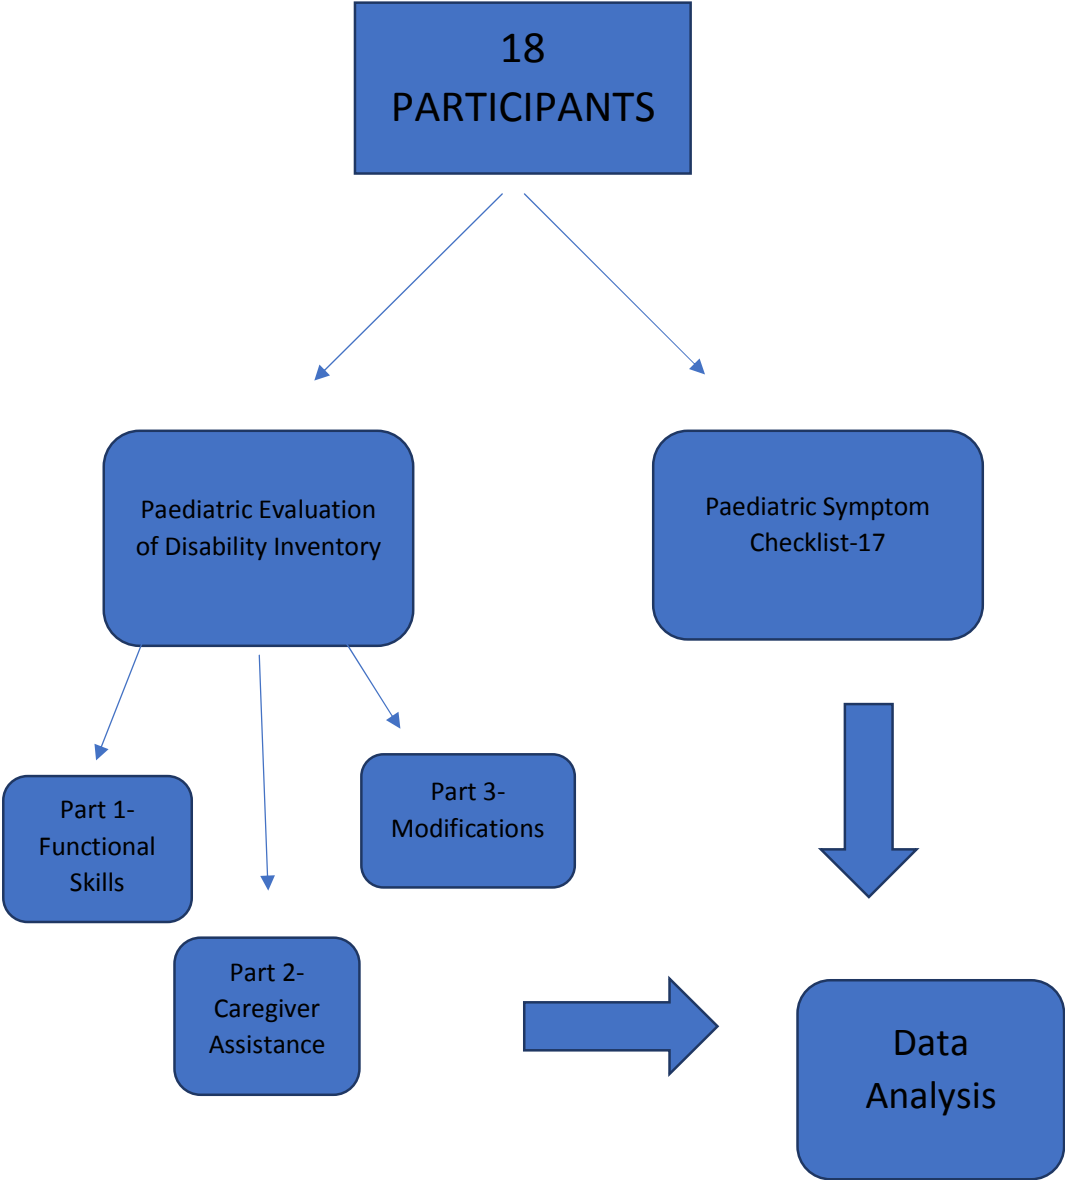 18
PARTICIPANTS
Paediatric Evaluation
of Disability Inventory
Paediatric Symptom
Checklist-17
Part 1-
Functional
Skills
Part 3-
Modifications
Part 2-
Caregiver
Assistance
Data
Analysis